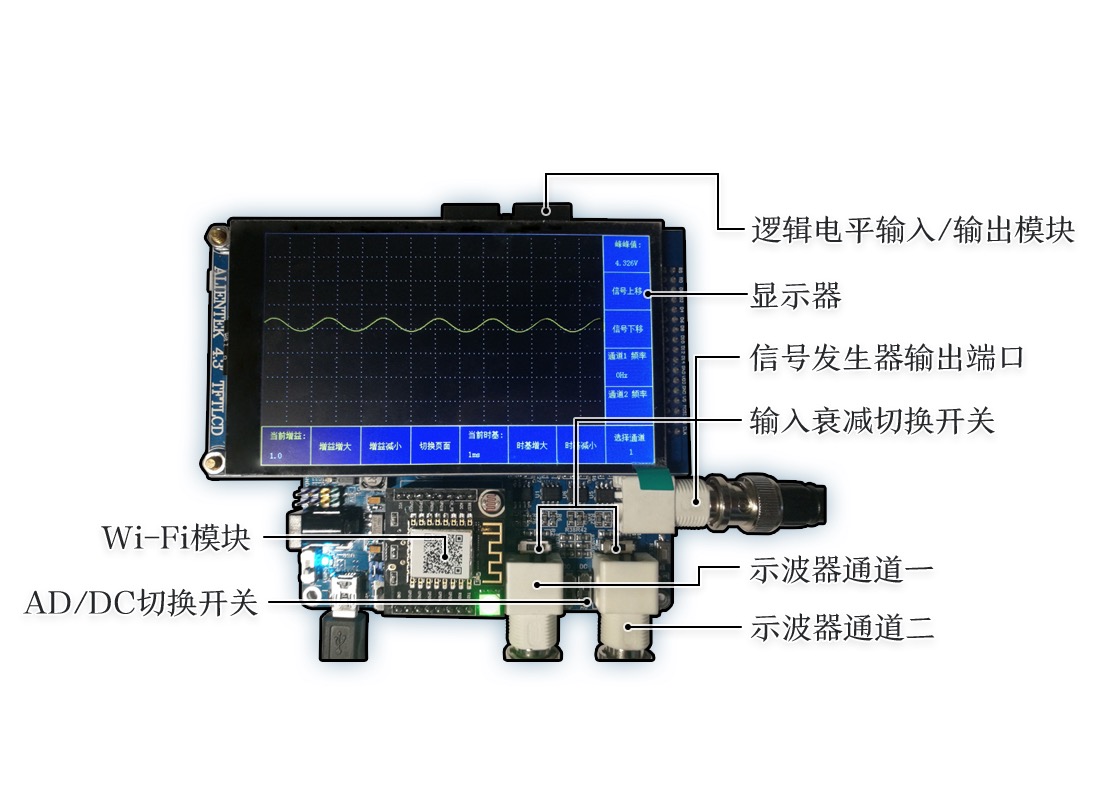 逻辑电平输入/输出模块
显示器
信号发生器输出端口
输入衰减切换开关
示波器通道一
示波器通道二
Wi-Fi模块
AD/DC切换开关
ALIENTEK 4.3 TFTLCD
峰峰值:
4.326V
信号上移
信号下移
通道1 频率
0Hz
通道2 频率
选择通道
1
当前增益:
1.0
增益增大
增益减小
切换页面
当前时基:
1ms
时基增大
时基减小
R38R42